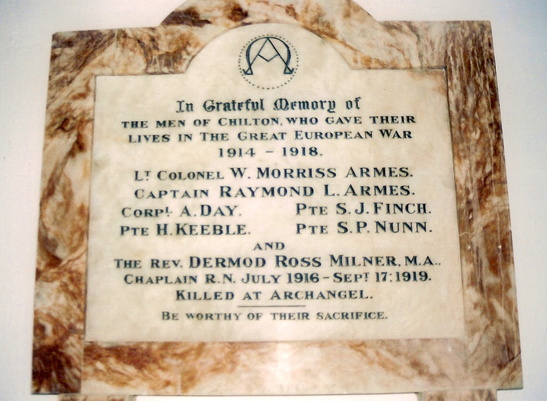 In Grateful Memory of
THE MEN OF CHILTON, WHO GAVE THEIR
LIVES IN THE GREAT EUROPEAN WAR
1914 - 1918.
LT COLONEL W. MORRISS ARMES.
CAPTAIN RAYMOND L. ARMES.
CORPL A. DAY. PTE S. J. FINCH.
PTE H. KEEBLE. PTE S. P. NUNN.
AND
THE REV. DERMOD ROSS MILNER, M.A..
CHAPLAIN R.N. JULY 1916 - SEPT 17: 1919.
KILLED AT ARCHANGEL.
BE WORTHY OF THEIR SACRIFICE.